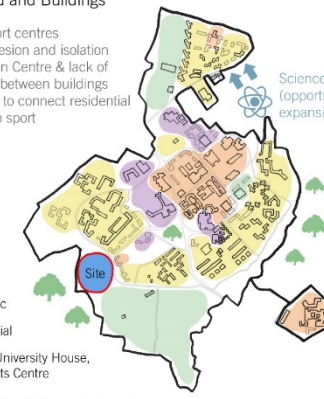 d and Buildings
ort centres
esion and isolation
n Centre & lack of
between buildings
to connect residential
o sport
Science
(opportu
expansi
Site
c
ial
University House,
ts Centre